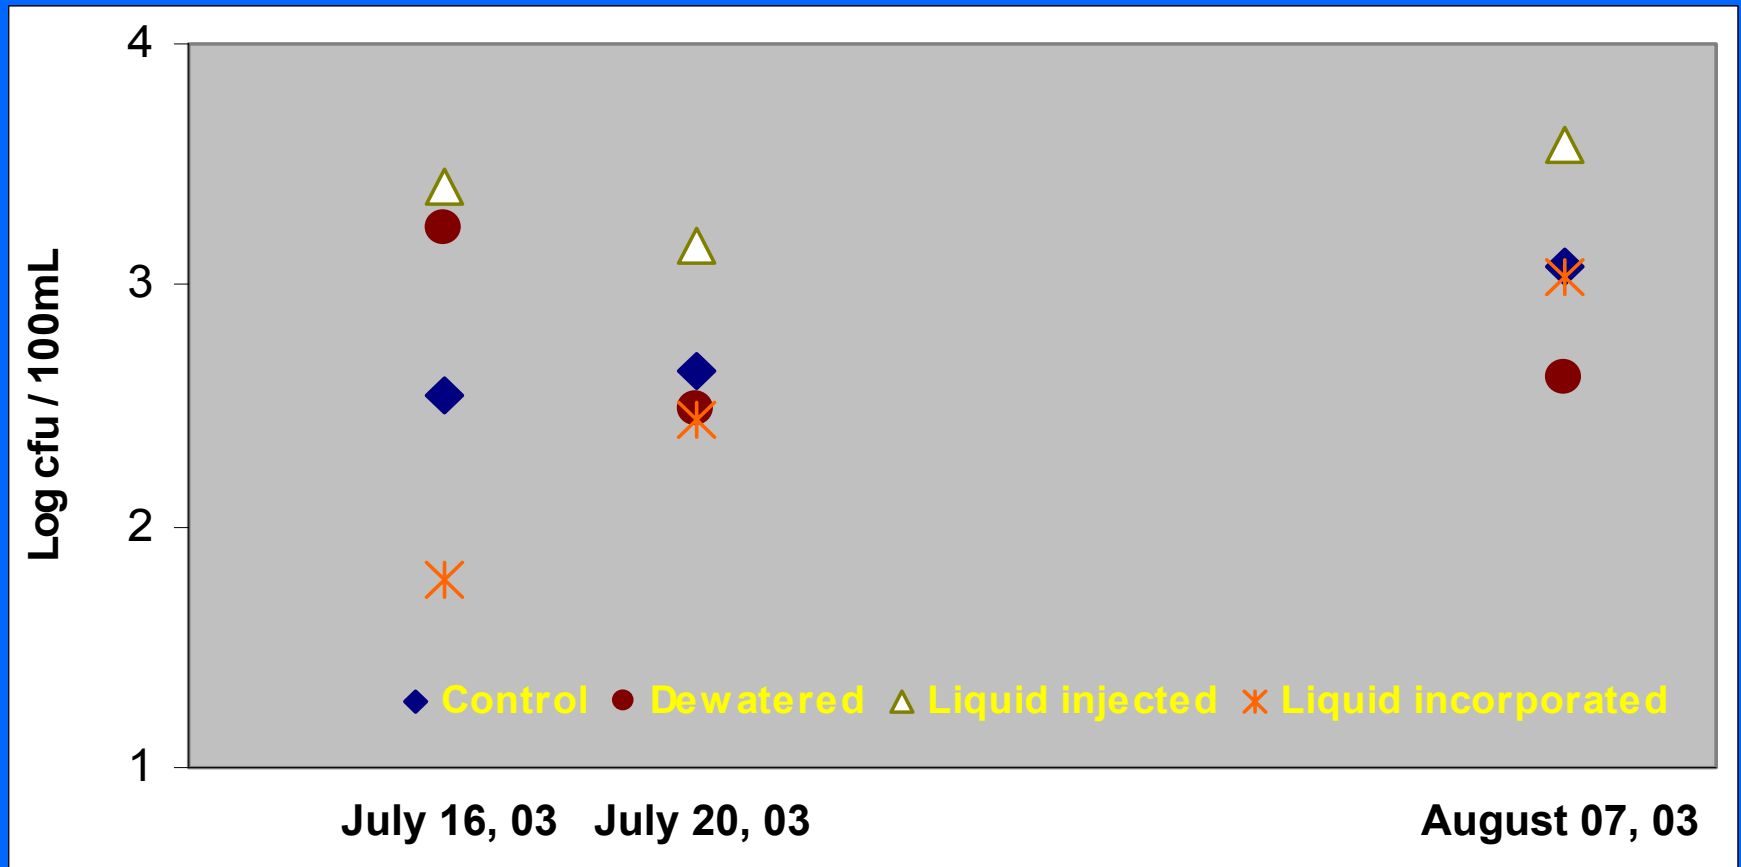 4
3
2
1
Log cfu / 100mL
Control Dewatered Liquid injected Liquid incorporated
July 16, 03 July 20, 03 August 07, 03